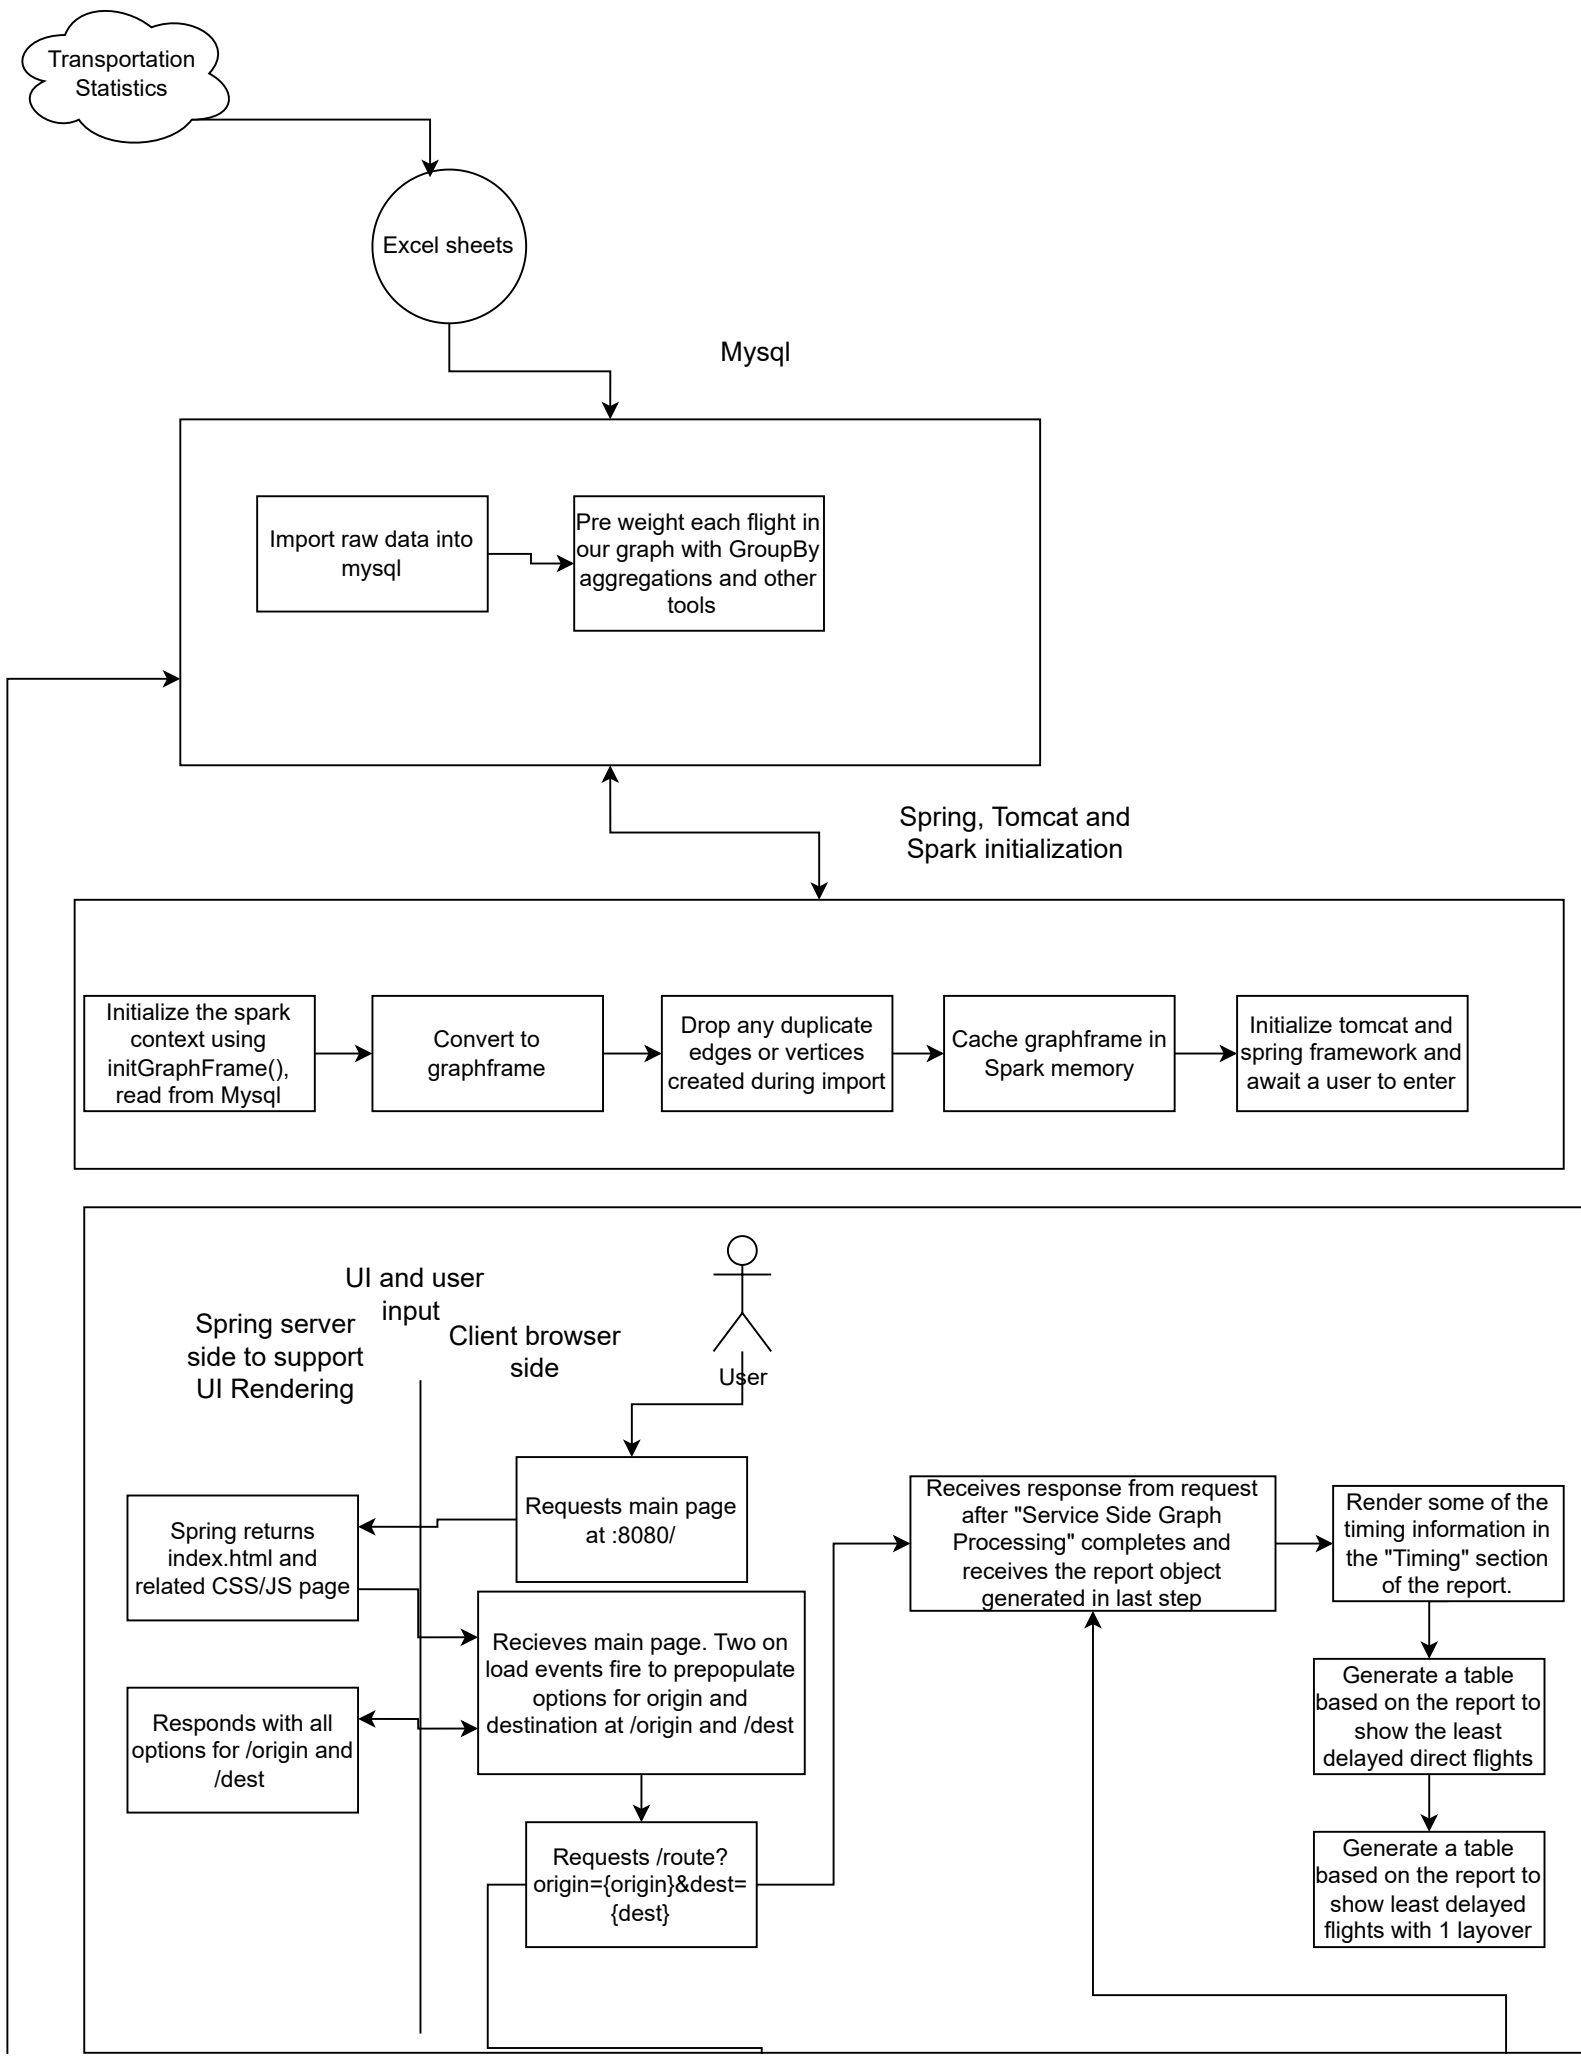 Transportation
Statistics
Excel sheets
Mysql
Import raw data into
mysql
Pre weight each flight in
our graph with GroupBy
aggregations and other
tools
Spring, Tomcat and
Spark initialization
Initialize the spark
context using
initGraphFrame(),
read from Mysql
Convert to
graphframe
Drop any duplicate
edges or vertices
created during import
Cache graphframe in
Spark memory
Initialize tomcat and
spring framework and
await a user to enter
UI and user
input
Spring server
side to support
UI Rendering
Client browser
side
User
Requests main page
at :8080/
Spring returns
index.html and
related CSS/JS page
Recieves main page. Two on
load events fire to prepopulate
options for origin and
destination at /origin and /dest
Responds with all
options for /origin and
/dest
Requests /route?
origin={origin}&dest=
{dest}
Receives response from request
after "Service Side Graph
Processing" completes and
receives the report object
generated in last step
Render some of the
timing information in
the "Timing" section
of the report.
Generate a table
based on the report to
show the least
delayed direct flights
Generate a table
based on the report to
show least delayed
flights with 1 layover